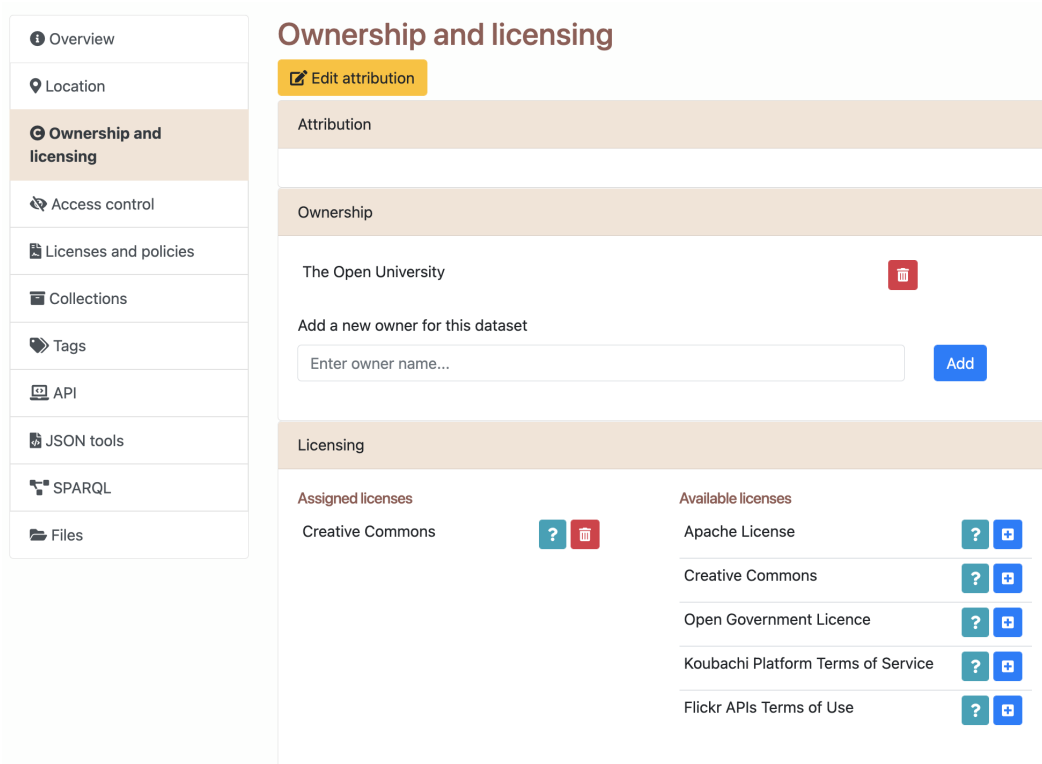 Overview
Location
Ownership and
licensing
Access control
Licenses and policies
Collections
Tags
API
JSON tools
SPARQL
Files
Ownership and licensing
Edit attribution
Attribution
Ownership
The Open University
Add a new owner for this dataset
Enter owner name...
Add
Licensing
Assigned licenses
Creative Commons
?
Available licenses
Apache License
?
Creative Commons
?
Open Government Licence
?
Koubachi Platform Terms of Service
?
Flickr APIs Terms of Use
?